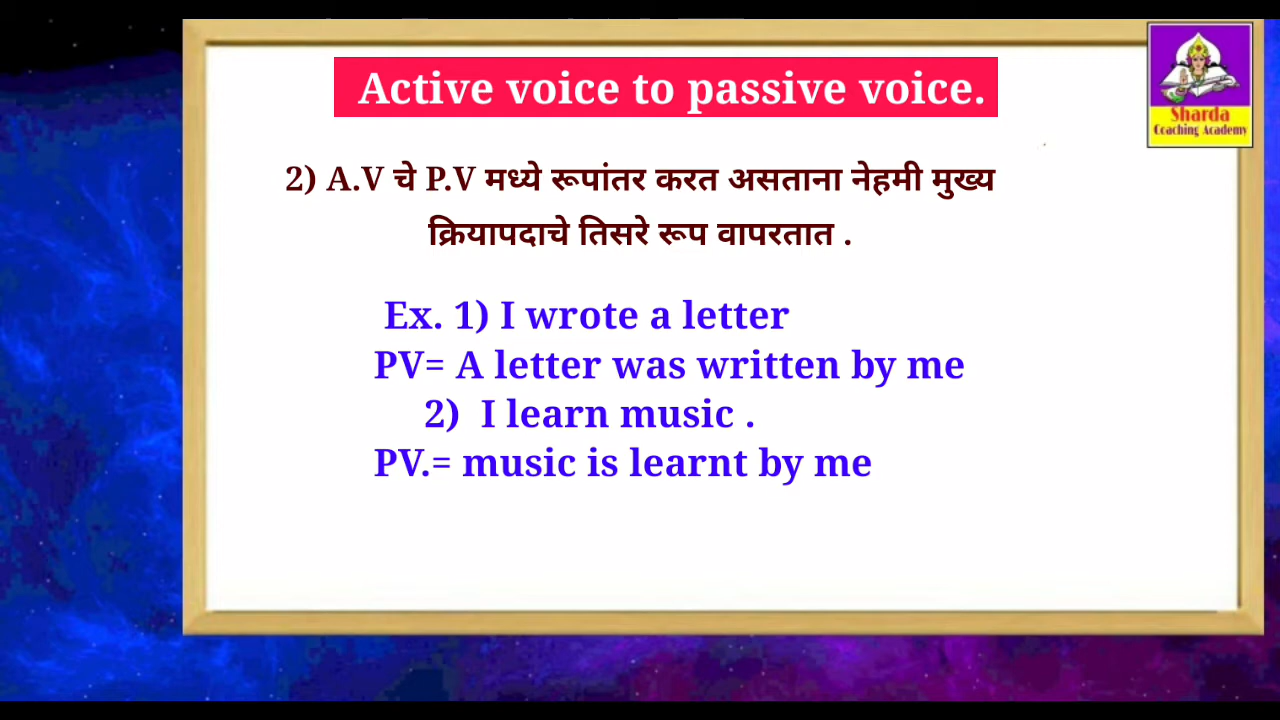 Active voice to passive voice.
Sharda
Coaching Academy
2) A.V चे P.V मध्ये रूपांतर करत असताना नेहमी मुख्य
क्रियापदाचे तिसरे रूप वापरतात .
Ex. 1) I wrote a letter
PV= A letter was written by me
2) I learn music .
PV.= music is learnt by me